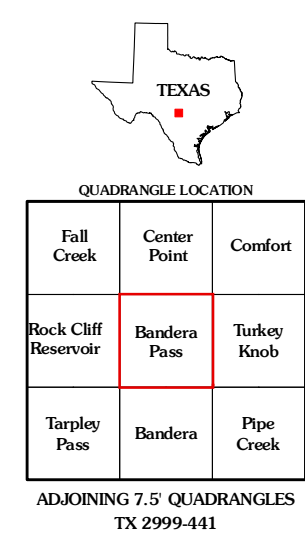 TEXAS
QUADRANGLE LOCATION
Fall
Creek
Center
Point
Comfort
Rock Cliff
Reservoir
Bandera
Pass
Turkey
Knob
Tarpley
Pass
Bandera
Pipe
Creek
ADJOINING 7.5' QUADRANGLES
TX 2999-441